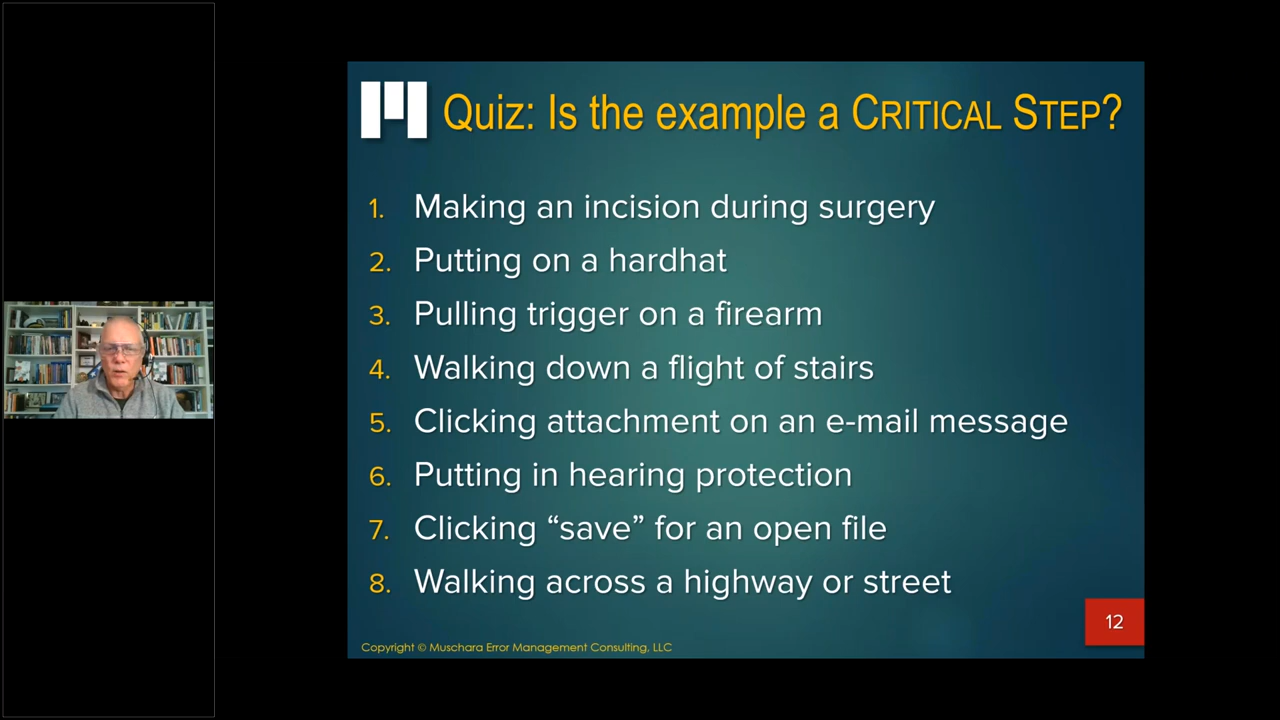 Quiz: Is the example a CRITICAL STEP?
1. Making an incision during surgery
2. Putting on a hardhat
3. Pulling trigger on a firearm
4. Walking down a flight of stairs
5. Clicking attachment on an e-mail message
6. Putting in hearing protection
7. Clicking “save” for an open file
8. Walking across a highway or street
12
Copyright © Muschara Error Management Consulting, LLC